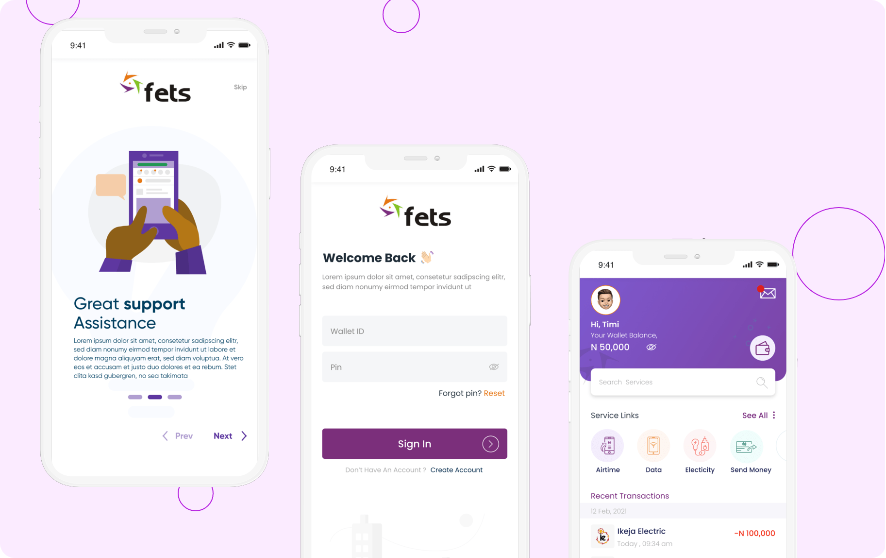 9:41
fets
Skip
Great support
Assistance
Lorem ipsum dolor sit amet, consetetur sadipscing elitr,
sed diam nonumy eirmod tempor invidunt ut labore et
dolore magna aliquyam erat, sed diam voluptua. At vero
eos et accusam et justo duo dolores et ea rebum. Stet
clita kasd gubergren, no sea takimata
Prev
Next
9:41
fets
Welcome Back
Lorem ipsum dolor sit amet, consetetur sadipscing elitr,
sed diam nonumy eirmod tempor invidunt ut
Wallet ID
Pin
Forgot pin? Reset
Sign In
Don't Have An Account ? Create Account
9:41
Hi, Timi
Your Wallet Balance,
N 50,000
Search Services
Service Links
See All
Airtime
Data
Electicity
Send Money
Recent Transactions
12 Feb, 2021
Ikeja Electric
-N 100,000
Today , 09:34 am